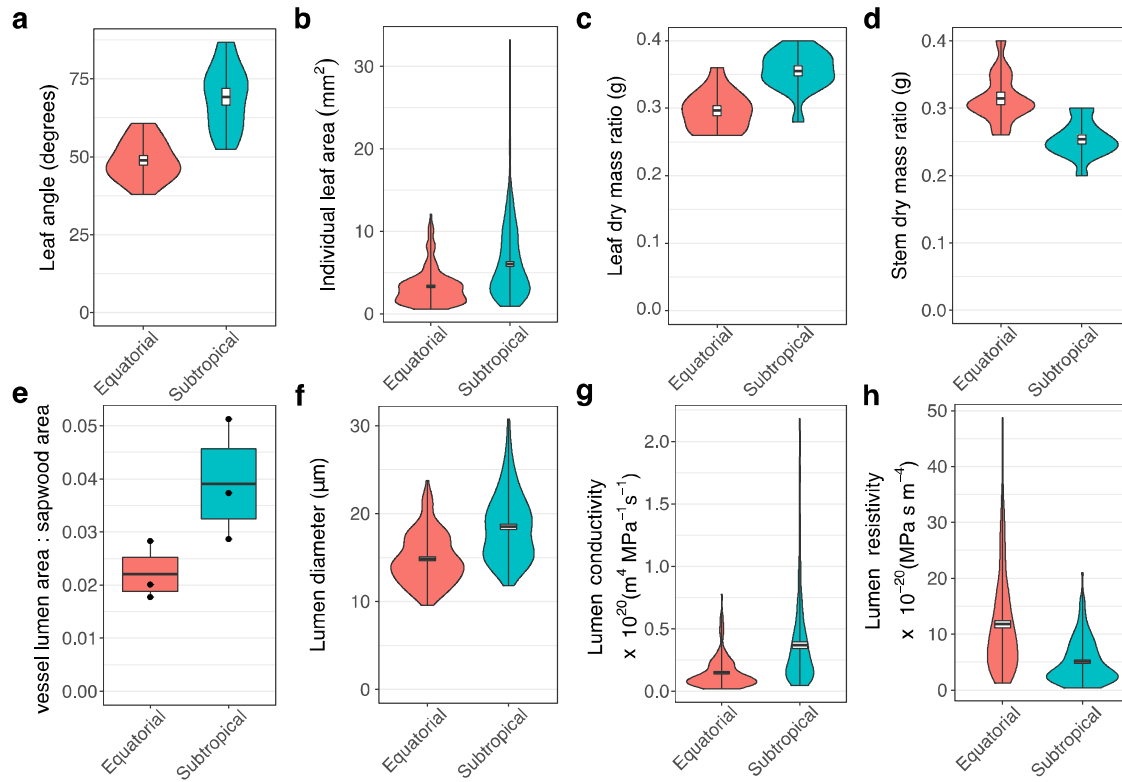 a
Leaf angle (degrees)
75
50
25
0
Equatorial
Subtropical
b
Individual leaf area (mm²)
30
20
10
0
Equatorial
Subtropical
c
Leaf dry mass ratio (g)
0.4
0.3
0.2
0.1
0.0
Equatorial
Subtropical
d
Stem dry mass ratio (g)
0.4
0.3
0.2
0.1
0.0
Equatorial
Subtropical
e
vessel lumen area : sapwood area
0.05
0.04
0.03
0.02
0.01
0.00
Equatorial
Subtropical
f
Lumen diameter (µm)
30
20
10
0
Equatorial
Subtropical
g
Lumen conductivity
x 10²⁰(m⁴ MPa⁻¹s⁻¹)
2.0
1.5
1.0
0.5
0.0
Equatorial
Subtropical
h
Lumen resistivity
x 10⁻²⁰(MPa s m⁻⁴)
50
40
30
20
10
0
Equatorial
Subtropical